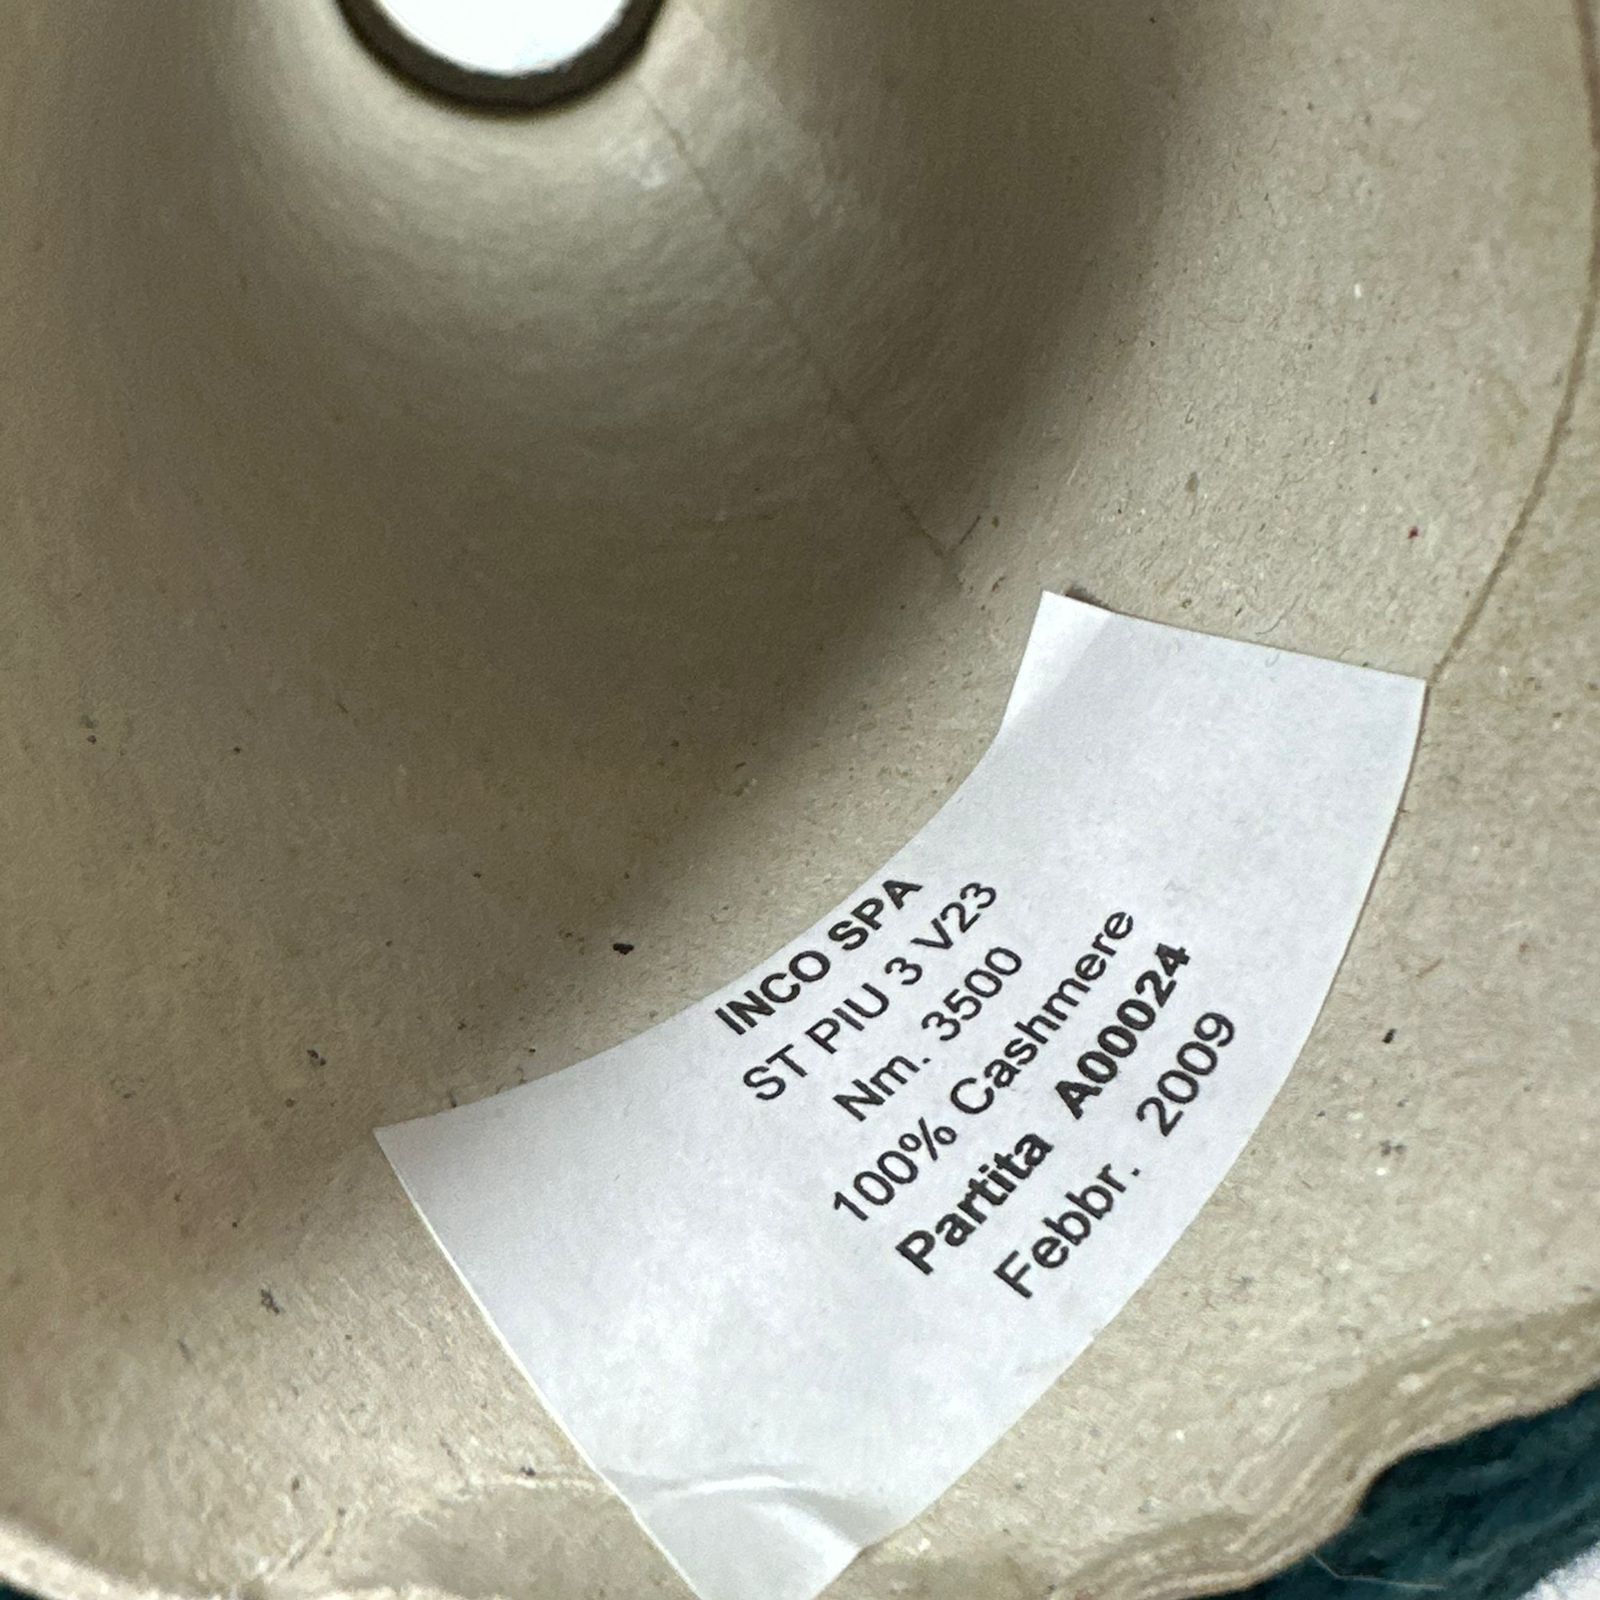 INCO SPA
ST PIU 3 V23
Nm. 3500
100% Cashmere
Partita A00024
Febbr. 2009